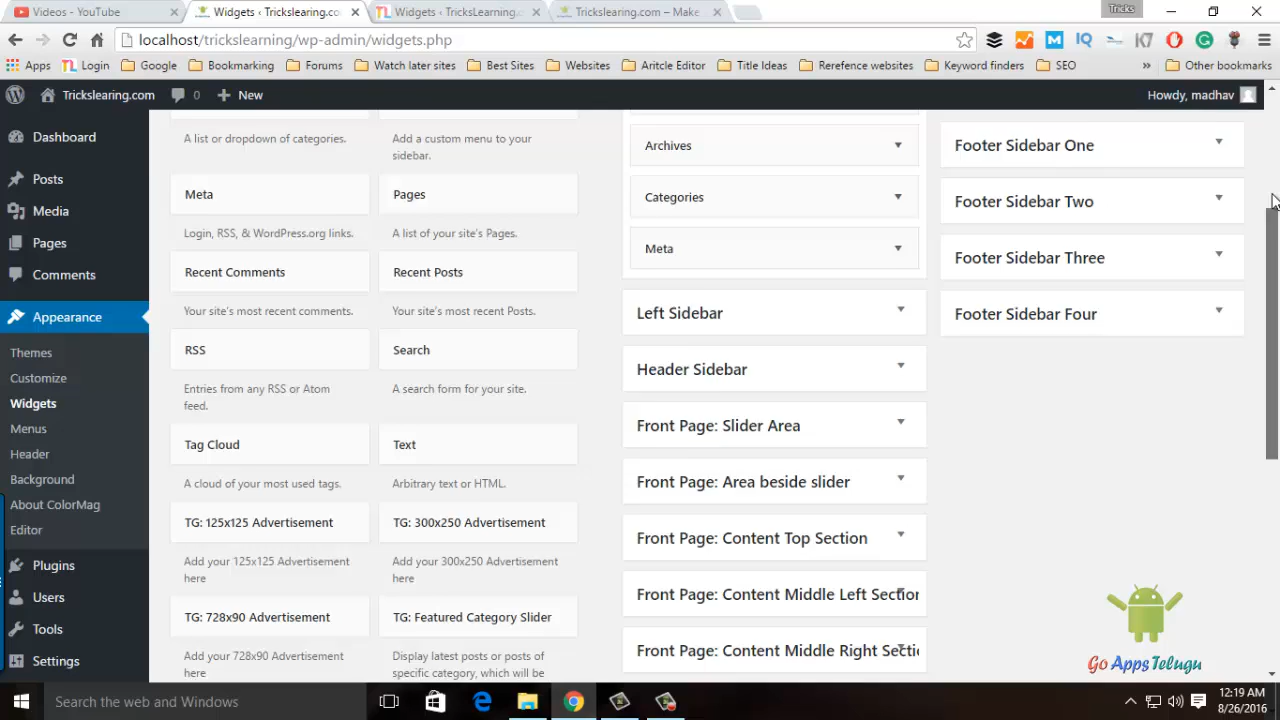 Videos - YouTube
Widgets ‹ Trickslearing.co
Widgets ‹ TricksLearning.c
Trickslearing.com – Make
Tricks
localhost/trickslearning/wp-admin/widgets.php
Apps
Login
Google
Bookmarking
Forums
Watch later sites
Best Sites
Websites
Aritcle Editor
Title Ideas
Rerefence websites
Keyword finders
SEO
»
Other bookmarks
Trickslearing.com
0
New
Howdy, madhav
Dashboard
Posts
Media
Pages
Comments
Appearance
Themes
Customize
Widgets
Menus
Header
Background
About ColorMag
Editor
Plugins
Users
Tools
Settings
A list or dropdown of categories.
Add a custom menu to your
sidebar.
Meta
Pages
Login, RSS, & WordPress.org links.
A list of your site's Pages.
Recent Comments
Recent Posts
Your site's most recent comments.
Your site's most recent Posts.
RSS
Search
Entries from any RSS or Atom
feed.
A search form for your site.
Tag Cloud
Text
A cloud of your most used tags.
Arbitrary text or HTML.
TG: 125x125 Advertisement
TG: 300x250 Advertisement
Add your 125x125 Advertisement
here
Add your 300x250 Advertisement
here
TG: 728x90 Advertisement
TG: Featured Category Slider
Add your 728x90 Advertisement
here
Display latest posts or posts of
specific category, which will be
Archives
Categories
Meta
Left Sidebar
Header Sidebar
Front Page: Slider Area
Front Page: Area beside slider
Front Page: Content Top Section
Front Page: Content Middle Left Section
Front Page: Content Middle Right Secti
Footer Sidebar One
Footer Sidebar Two
Footer Sidebar Three
Footer Sidebar Four
Go Apps Telugu
Search the web and Windows
12:19 AM
8/26/2016